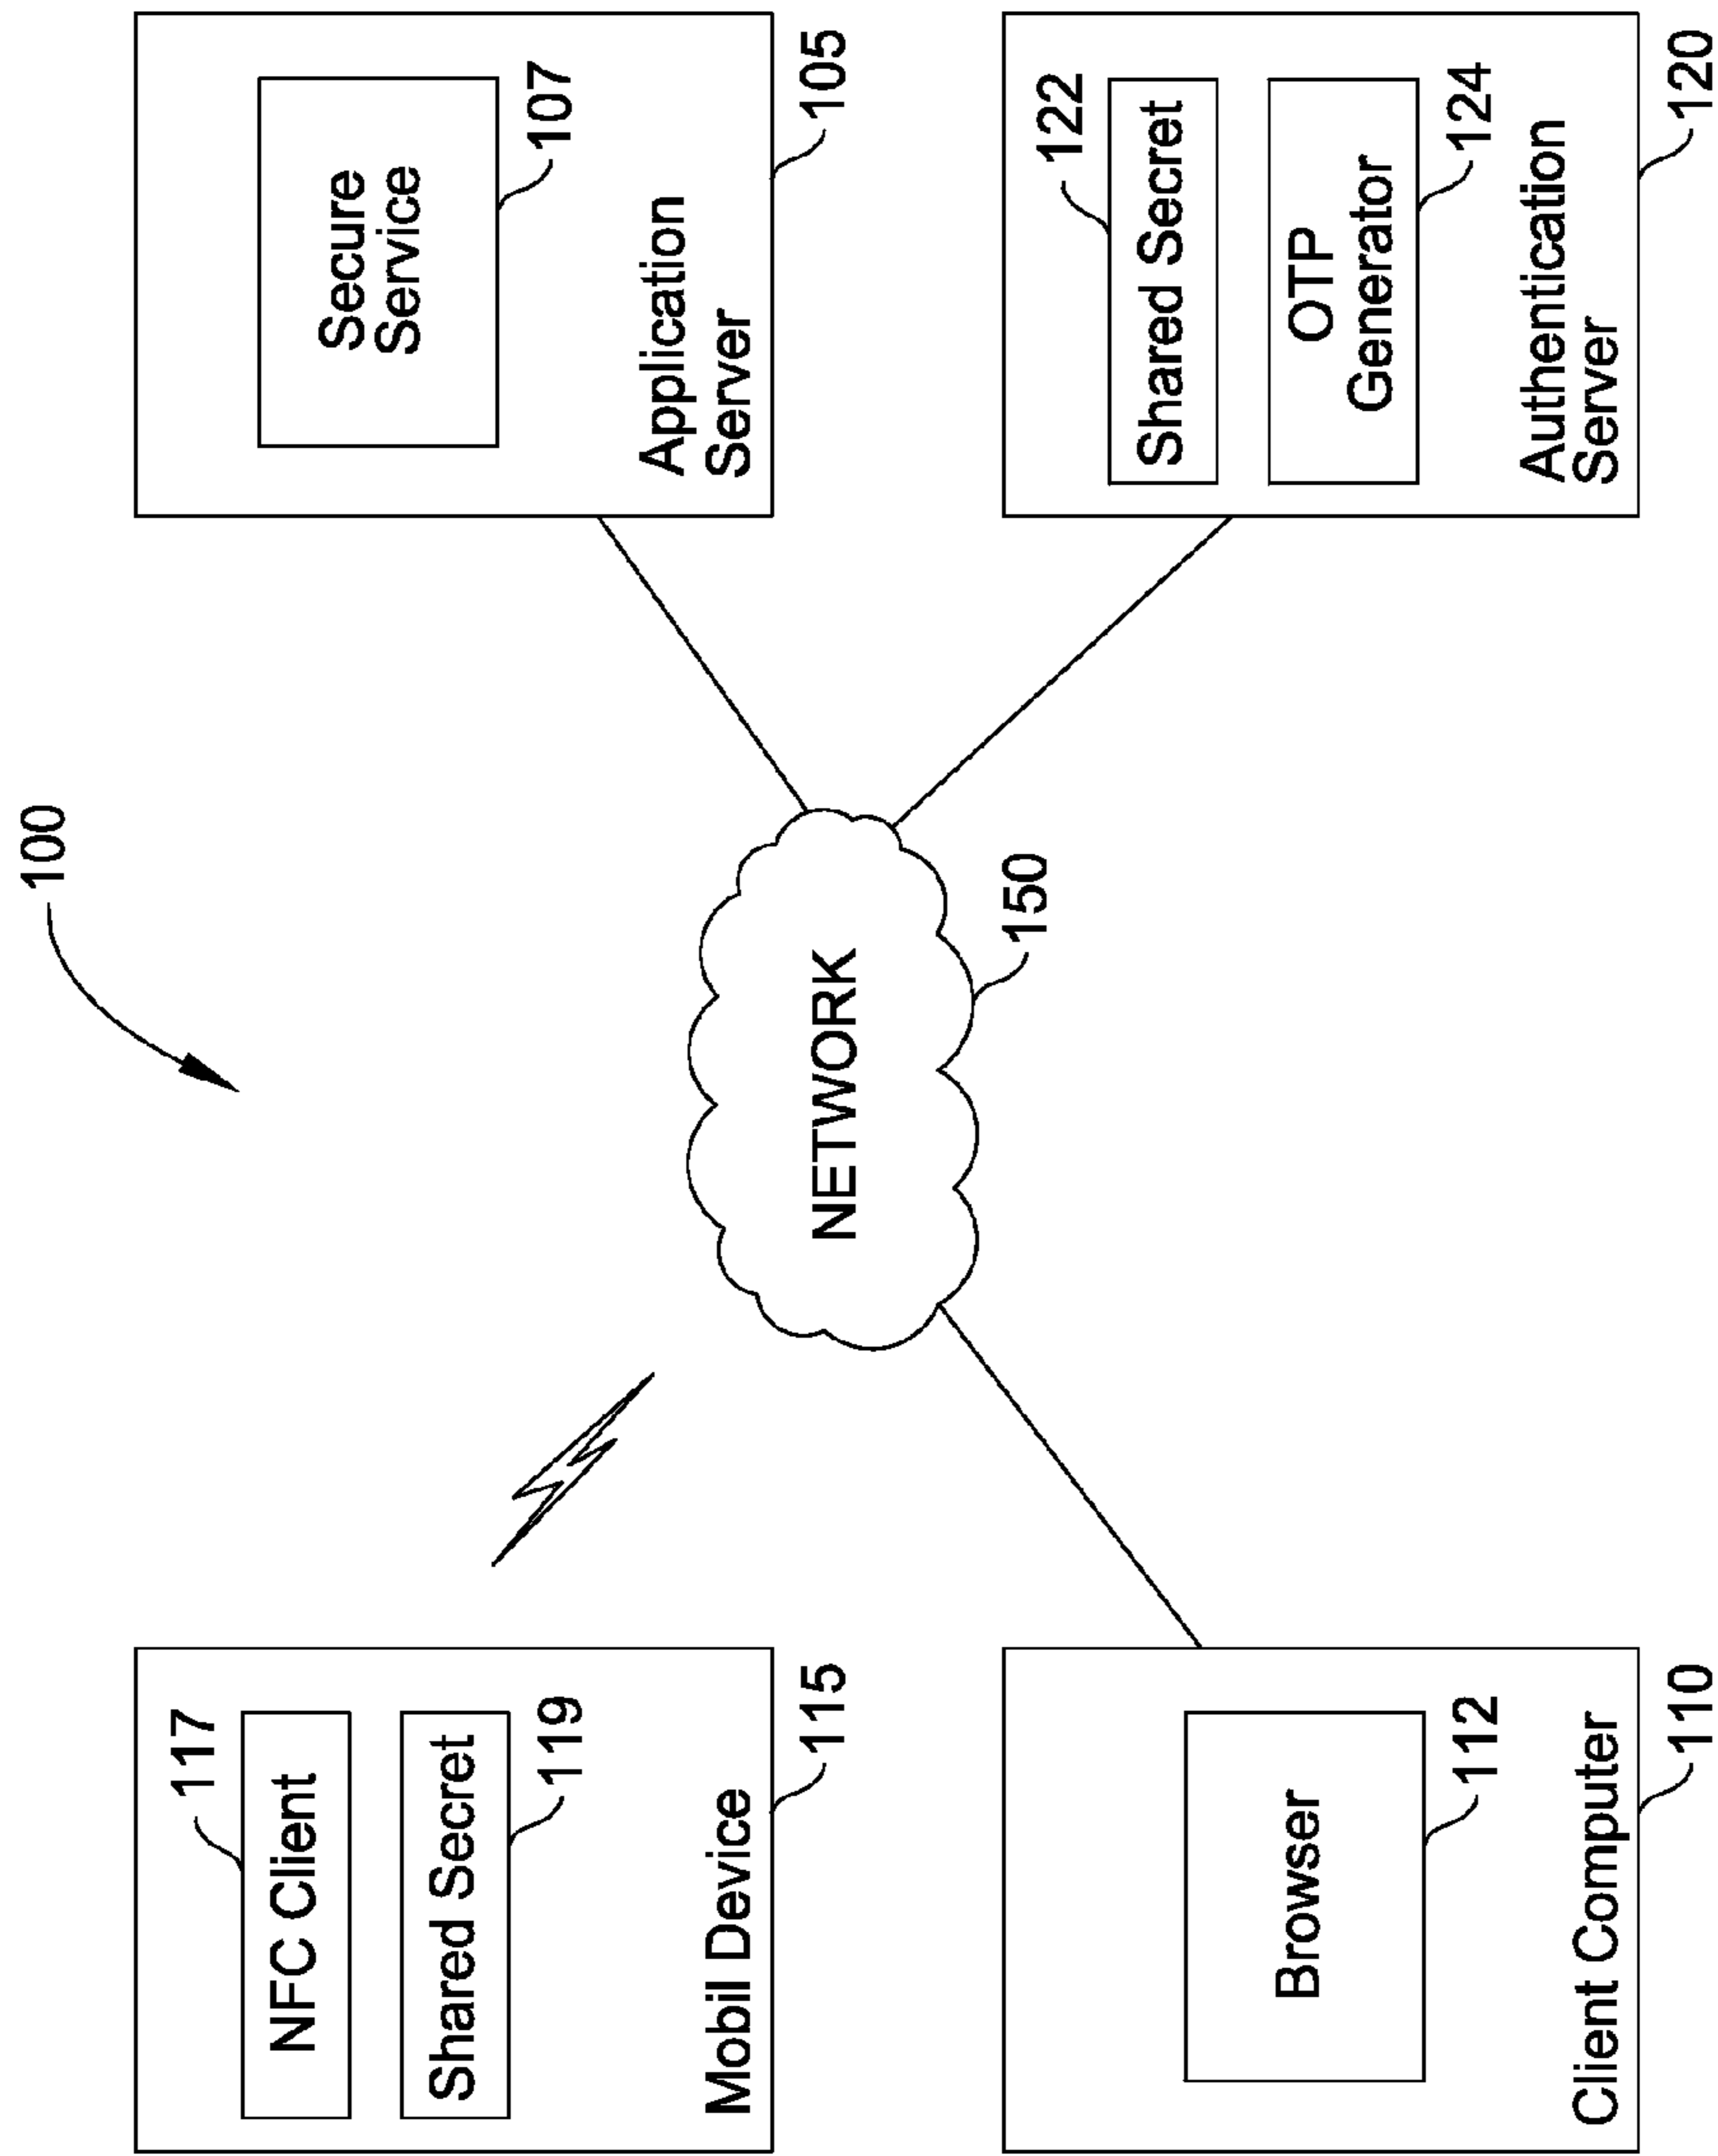 100
117
NFC Client
Shared Secret
119
Mobil Device
115
Secure
Service
107
Application
Server
105
NETWORK
150
Browser
112
Client Computer
110
122
Shared Secret
OTP
Generator
124
Authentication
Server
120